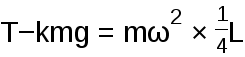 T−kmg = mω² × ¼L